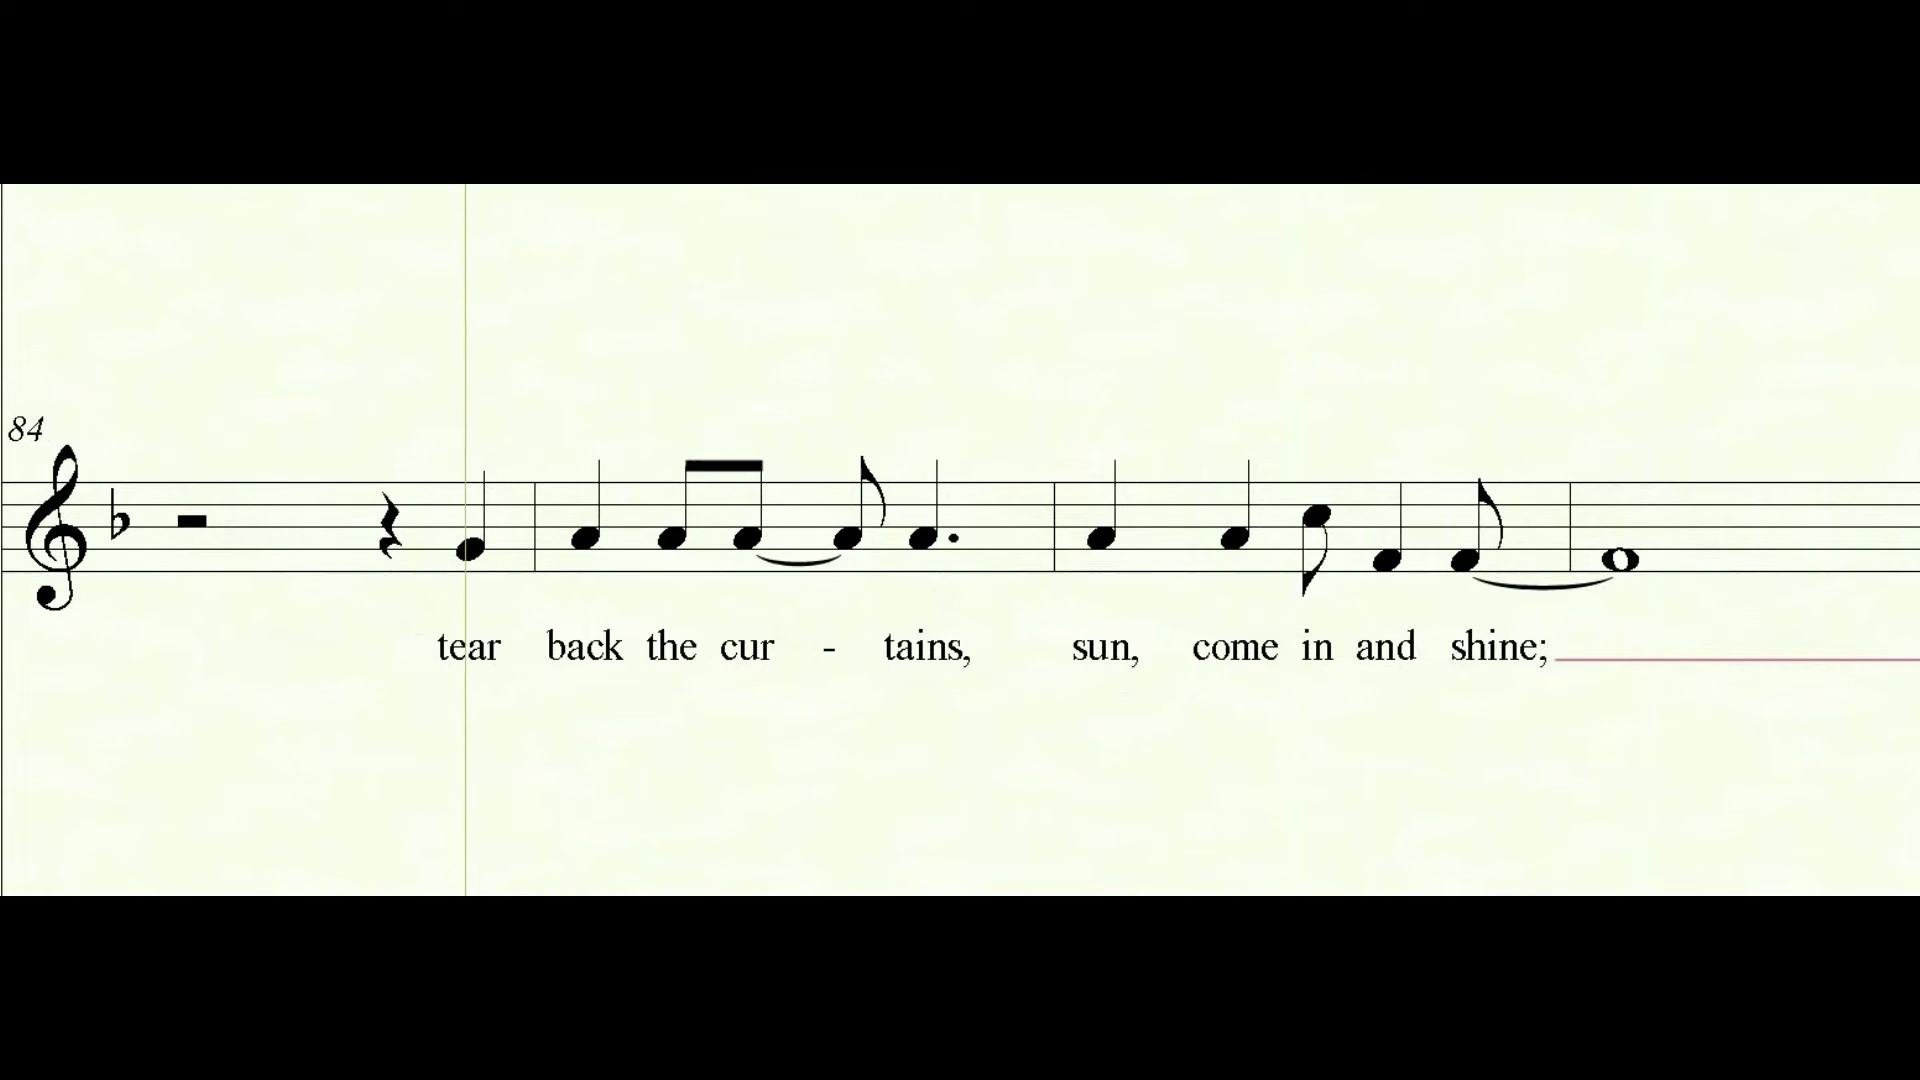 84
tear back the cur - tains, sun, come in and shine;